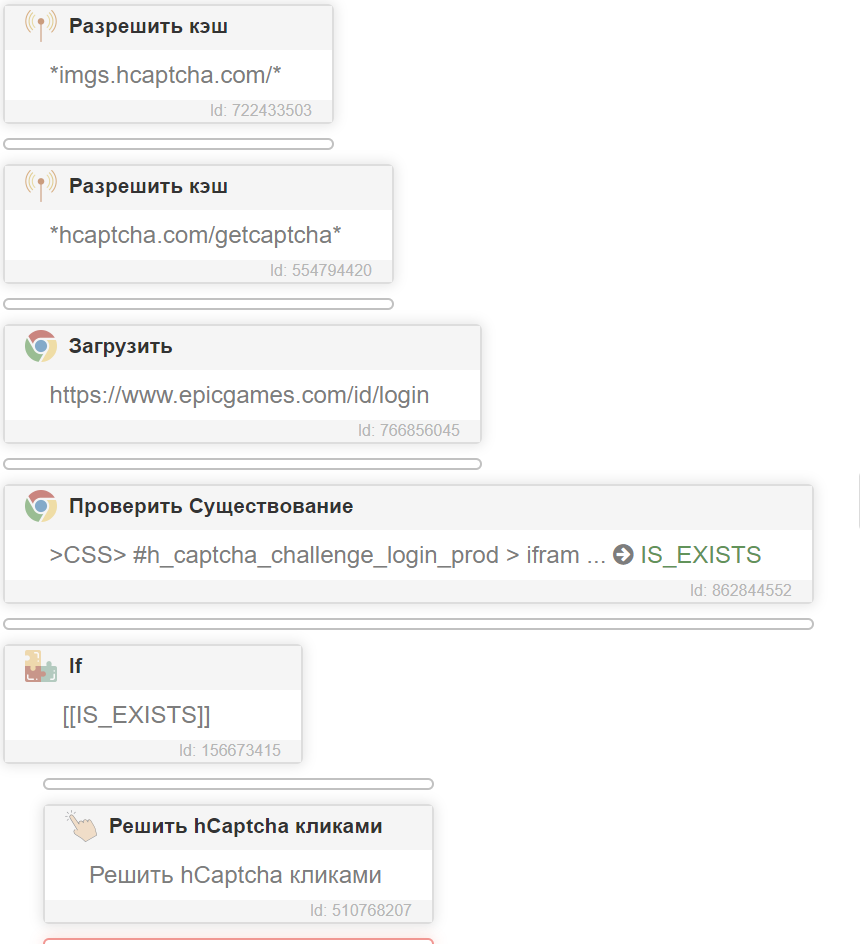 Разрешить кэш
*imgs.hcaptcha.com/*
Id: 722433503
Разрешить кэш
*hcaptcha.com/getcaptcha*
Id: 554794420
Загрузить
https://www.epicgames.com/id/login
Id: 766856045
Проверить Существование
>CSS> #h_captcha_challenge_login_prod > ifram ... IS_EXISTS
Id: 862844552
If
[[IS_EXISTS]]
Id: 156673415
Решить hCaptcha кликами
Решить hCaptcha кликами
Id: 510768207